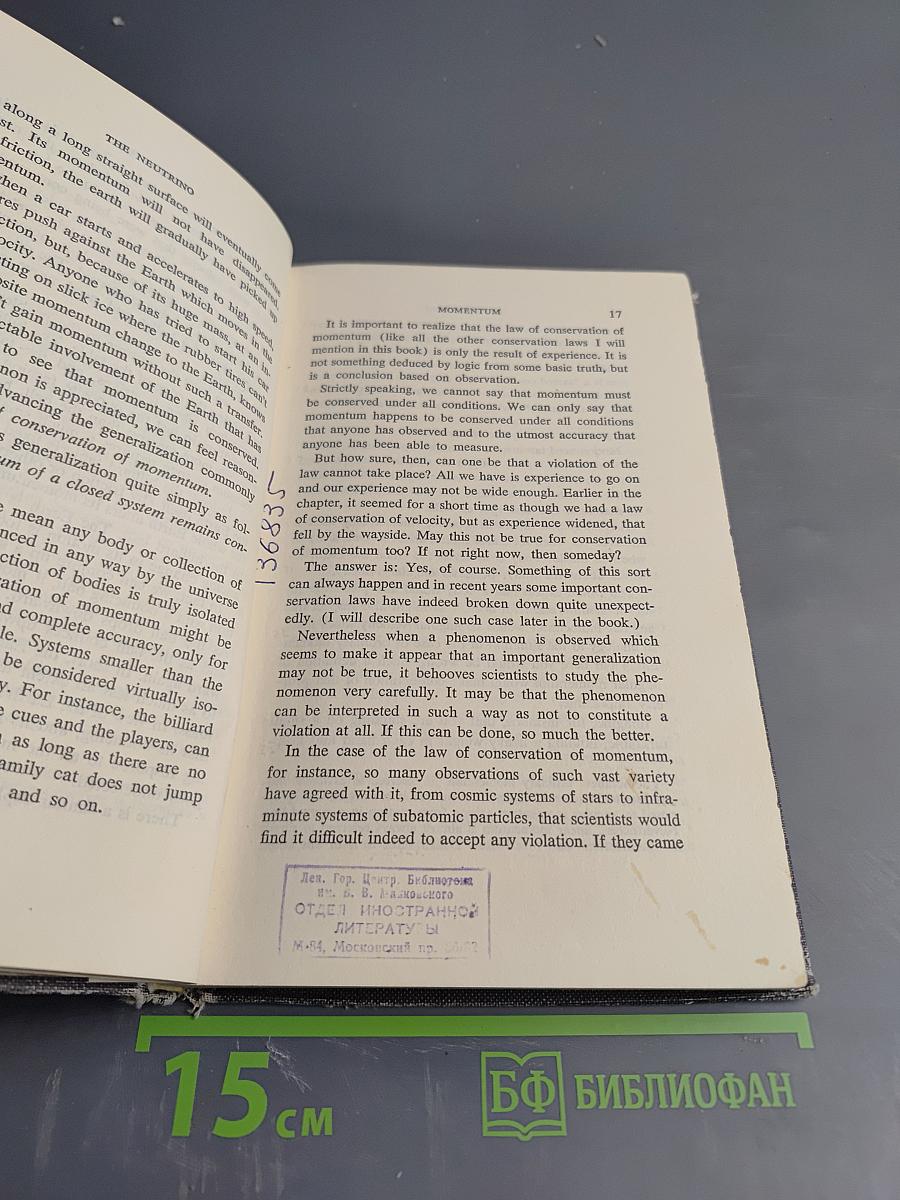 THE NEUTRINO
along a long straight surface will eventually come
st. Its momentum will not have disappeared.
friction, the earth will gradually have picked up
entum.
hen a car starts and accelerates to high speed,
res push against the Earth which moves in the
ction, but, because of its huge mass, at an in-
ocity. Anyone who has tried to start his car
ting on slick ice where the rubber tires can't
site momentum change to the Earth, knows
't gain momentum without such a transfer.
ctable involvement of the Earth that has
to see that momentum is conserved.
non is appreciated, we can feel reason-
dvancing the generalization commonly
f conservation of momentum.
s generalization quite simply as fol-
um of a closed system remains con-
e mean any body or collection of
nced in any way by the universe
ction of bodies is truly isolated
ation of momentum might be
d complete accuracy, only for
le. Systems smaller than the
be considered virtually iso-
y. For instance, the billiard
e cues and the players, can
as long as there are no
amily cat does not jump
and so on.
136835
MOMENTUM 17
It is important to realize that the law of conservation of
momentum (like all the other conservation laws I will
mention in this book) is only the result of experience. It is
not something deduced by logic from some basic truth, but
is a conclusion based on observation.
Strictly speaking, we cannot say that momentum must
be conserved under all conditions. We can only say that
momentum happens to be conserved under all conditions
that anyone has observed and to the utmost accuracy that
anyone has been able to measure.
But how sure, then, can one be that a violation of the
law cannot take place? All we have is experience to go on
and our experience may not be wide enough. Earlier in the
chapter, it seemed for a short time as though we had a law
of conservation of velocity, but as experience widened, that
fell by the wayside. May this not be true for conservation
of momentum too? If not right now, then someday?
The answer is: Yes, of course. Something of this sort
can always happen and in recent years some important con-
servation laws have indeed broken down quite unexpect-
edly. (I will describe one such case later in the book.)
Nevertheless when a phenomenon is observed which
seems to make it appear that an important generalization
may not be true, it behooves scientists to study the phe-
nomenon very carefully. It may be that the phenomenon
can be interpreted in such a way as not to constitute a
violation at all. If this can be done, so much the better.
In the case of the law of conservation of momentum,
for instance, so many observations of such vast variety
have agreed with it, from cosmic systems of stars to infra-
minute systems of subatomic particles, that scientists would
find it difficult indeed to accept any violation. If they came
Лен. Гор. Центр. Библиотека
им. В. В. Маяковского
ОТДЕЛ ИНОСТРАННОЙ
ЛИТЕРАТУРЫ
М-84, Московский пр.
15 см
БФ БИБЛИОФАН